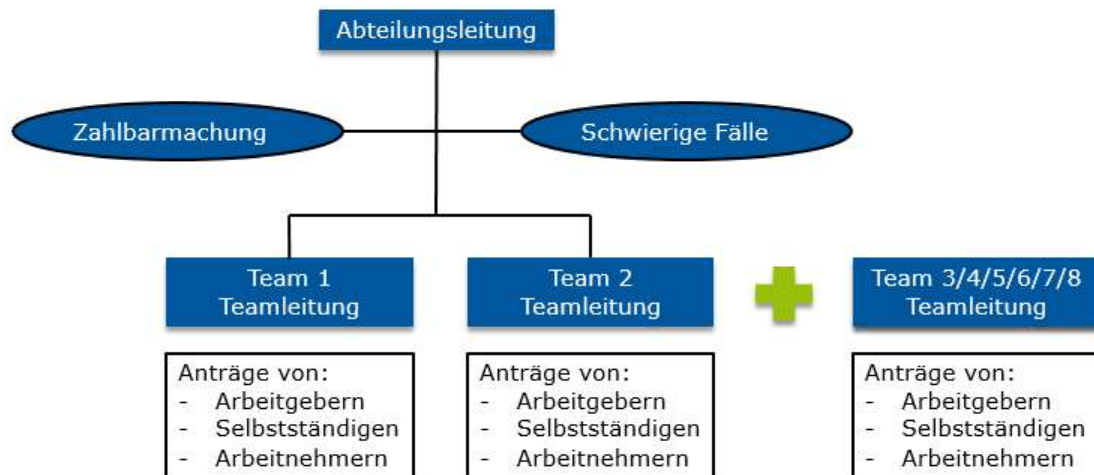 Abteilungsleitung
Zahlbarmachung
Schwierige Fälle
Team 1
Teamleitung
Team 2
Teamleitung
Team 3/4/5/6/7/8
Teamleitung
Anträge von:
- Arbeitgebern
- Selbstständigen
- Arbeitnehmern
Anträge von:
- Arbeitgebern
- Selbstständigen
- Arbeitnehmern
Anträge von:
- Arbeitgebern
- Selbstständigen
- Arbeitnehmern